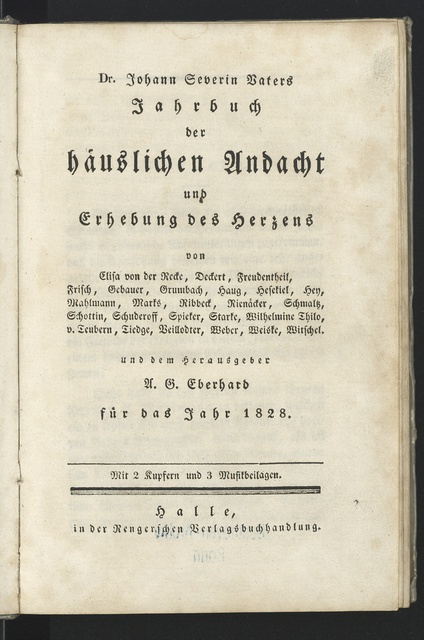 Dr. Johann Severin Vaters
Jahrbuch
der
häuslichen Andacht
und
Erhebung des Herzens
von
Elisa von der Recke, Deckert, Freudentheil,
Frisch, Gebauer, Grumbach, Haug, Hesekiel, Hey,
Mahlmann, Marks, Ribbeck, Rienäcker, Schmaltz,
Schottin, Schuderoff, Spieker, Starke, Wilhelmine Thilo,
v. Teubern, Tiedge, Veillodter, Weber, Weiske, Witschel.
und dem Herausgeber
A. G. Eberhard
für das Jahr 1828.
Mit 2 Kupfern und 3 Musikbeilagen.
Halle,
in der Rengerschen Verlagsbuchhandlung.